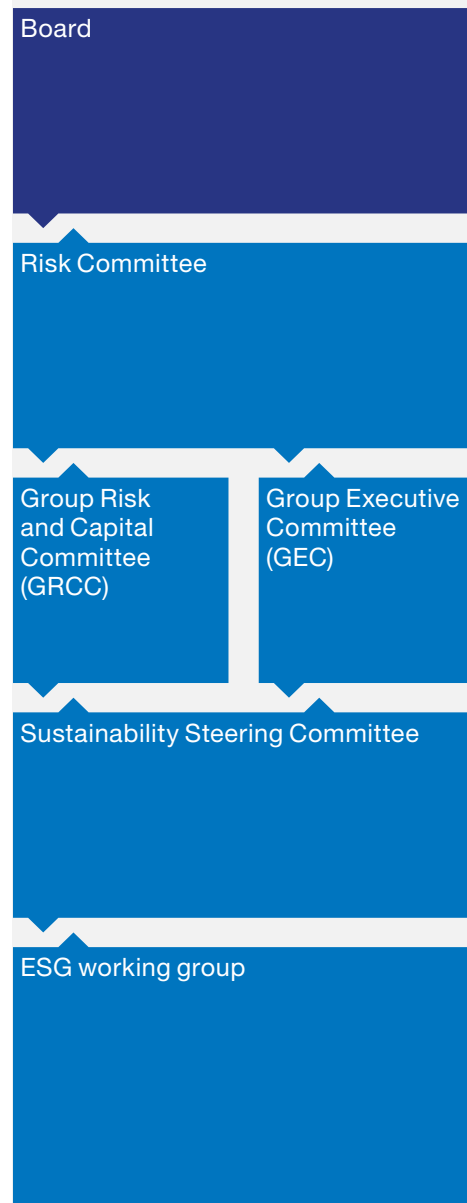 Board
Risk Committee
Group Risk
and Capital
Committee
(GRCC)
Group Executive
Committee
(GEC)
Sustainability Steering Committee
ESG working group